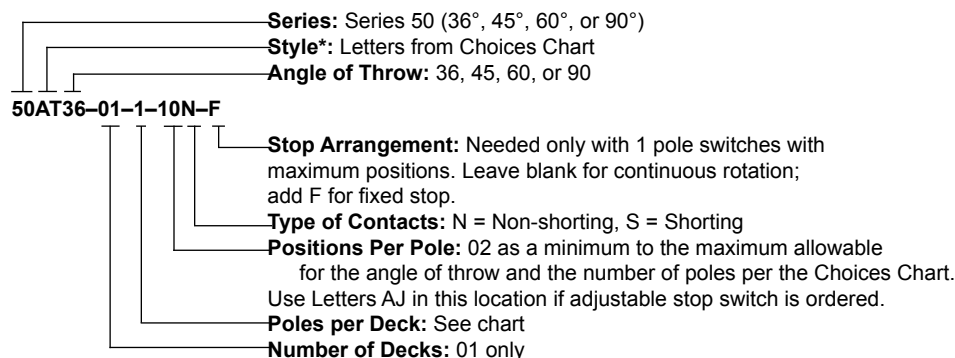 Series: Series 50 (36°, 45°, 60°, or 90°)
Style*: Letters from Choices Chart
Angle of Throw: 36, 45, 60, or 90
50AT36–01–1–10N–F
Stop Arrangement: Needed only with 1 pole switches with
maximum positions. Leave blank for continuous rotation;
add F for fixed stop.
Type of Contacts: N = Non-shorting, S = Shorting
Positions Per Pole: 02 as a minimum to the maximum allowable
for the angle of throw and the number of poles per the Choices Chart.
Use Letters AJ in this location if adjustable stop switch is ordered.
Poles per Deck: See chart
Number of Decks: 01 only